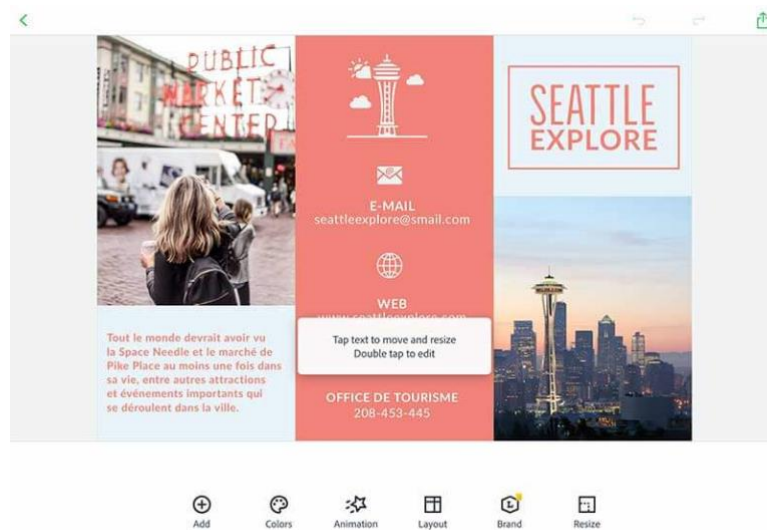 PUBLIC
MARKET
CENTER
Tout le monde devrait avoir vu
la Space Needle et le marché de
Pike Place au moins une fois dans
sa vie, entre autres attractions
et événements importants qui
se déroulent dans la ville.
E-MAIL
seattleexplore@smail.com
WEB
www.seattleexplore.com
Tap text to move and resize
Double tap to edit
OFFICE DE TOURISME
208-453-445
SEATTLE
EXPLORE
Add
Colors
Animation
Layout
Brand
Resize